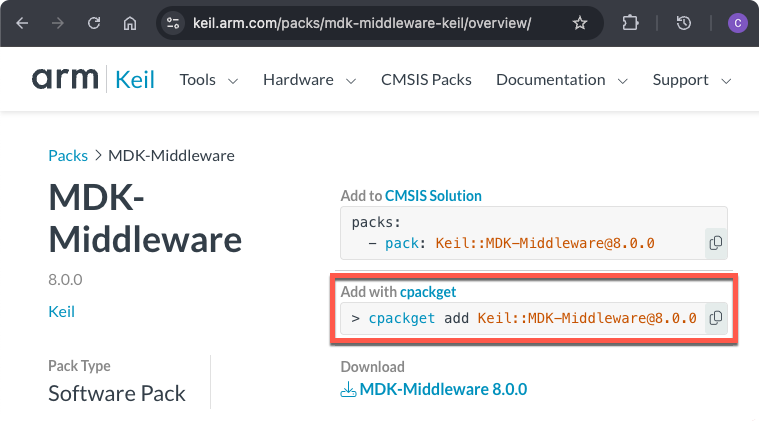 keil.arm.com/packs/mdk-middleware-keil/overview/
C
arm Keil Tools Hardware CMSIS Packs Documentation Support
Packs > MDK-Middleware
MDK-
Middleware
8.0.0
Keil
Pack Type
Software Pack
Add to CMSIS Solution
packs:
- pack: Keil::MDK-Middleware@8.0.0
Add with cpackget
> cpackget add Keil::MDK-Middleware@8.0.0
Download
MDK-Middleware 8.0.0